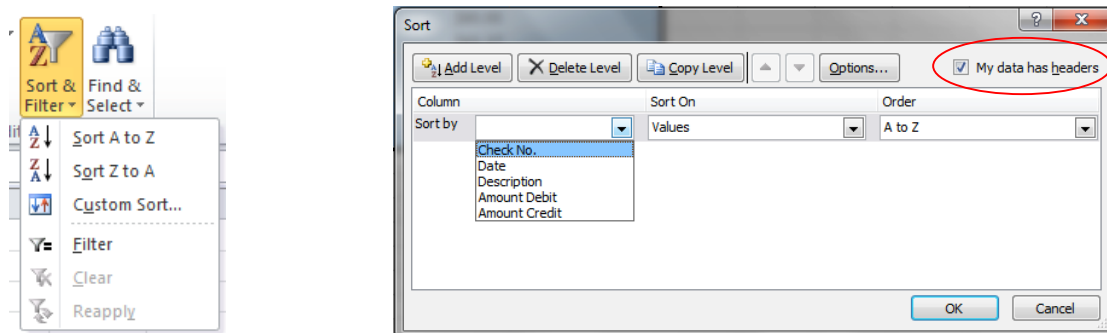 Sort & Find &
Filter Select
Sort A to Z
Sort Z to A
Custom Sort...
Filter
Clear
Reapply
Sort
Add Level Delete Level Copy Level Options... My data has headers
Column Sort On Order
Sort by Values A to Z
Check No.
Date
Description
Amount Debit
Amount Credit
OK Cancel